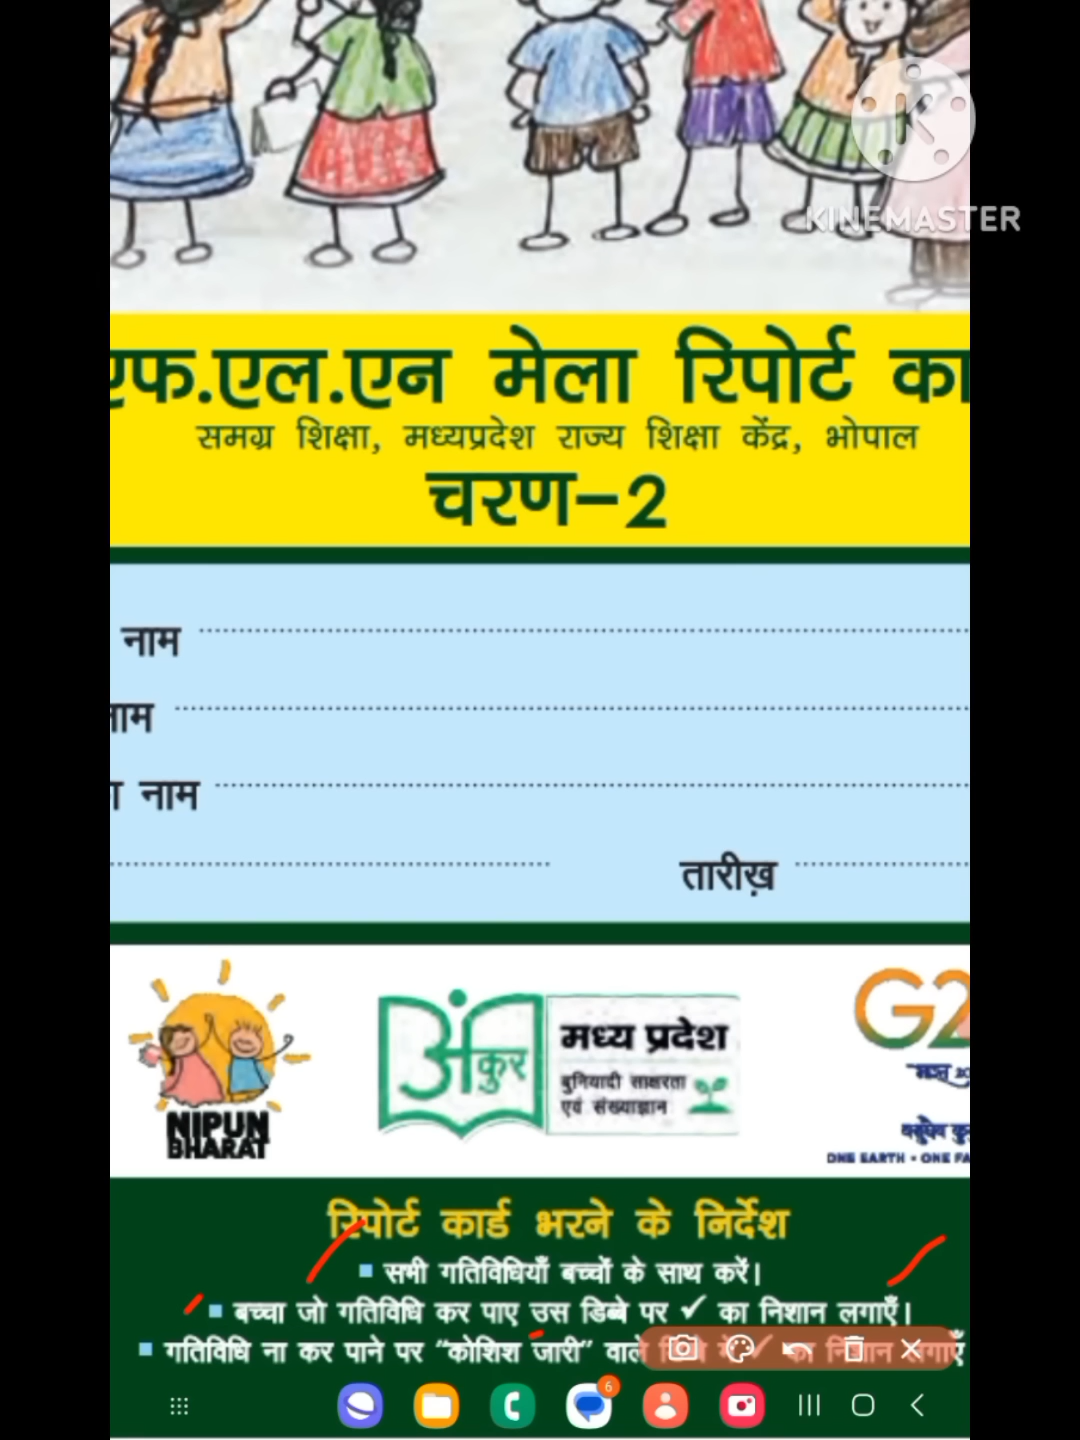 K
KINEMASTER
एफ.एल.एन मेला रिपोर्ट का
समग्र शिक्षा, मध्यप्रदेश राज्य शिक्षा केंद्र, भोपाल
चरण-2
नाम
नाम
नाम
तारीख़
NIPUN
BHARAT
अंकुर
मध्य प्रदेश
बुनियादी साक्षरता
एवं संख्याज्ञान
G2
ONE EARTH • ONE FA
रिपोर्ट कार्ड भरने के निर्देश
▪ सभी गतिविधियाँ बच्चों के साथ करें।
▪ बच्चा जो गतिविधि कर पाए उस डिब्बे पर ✓ का निशान लगाएँ।
▪ गतिविधि ना कर पाने पर “कोशिश जारी” वाले ✓ का निशान लगाएँ
6